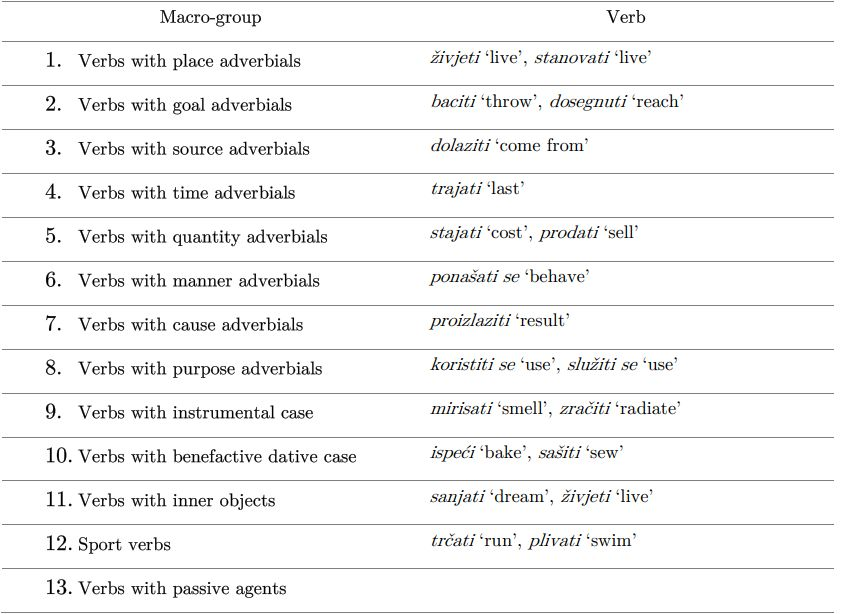 Macro-group Verb
1. Verbs with place adverbials živjeti ‘live’, stanovati ‘live’
2. Verbs with goal adverbials baciti ‘throw’, dosegnuti ‘reach’
3. Verbs with source adverbials dolaziti ‘come from’
4. Verbs with time adverbials trajati ‘last’
5. Verbs with quantity adverbials stajati ‘cost’, prodati ‘sell’
6. Verbs with manner adverbials ponašati se ‘behave’
7. Verbs with cause adverbials proizlaziti ‘result’
8. Verbs with purpose adverbials koristiti se ‘use’, služiti se ‘use’
9. Verbs with instrumental case mirisati ‘smell’, zračiti ‘radiate’
10. Verbs with benefactive dative case ispeći ‘bake’, sašiti ‘sew’
11. Verbs with inner objects sanjati ‘dream’, živjeti ‘live’
12. Sport verbs trčati ‘run’, plivati ‘swim’
13. Verbs with passive agents